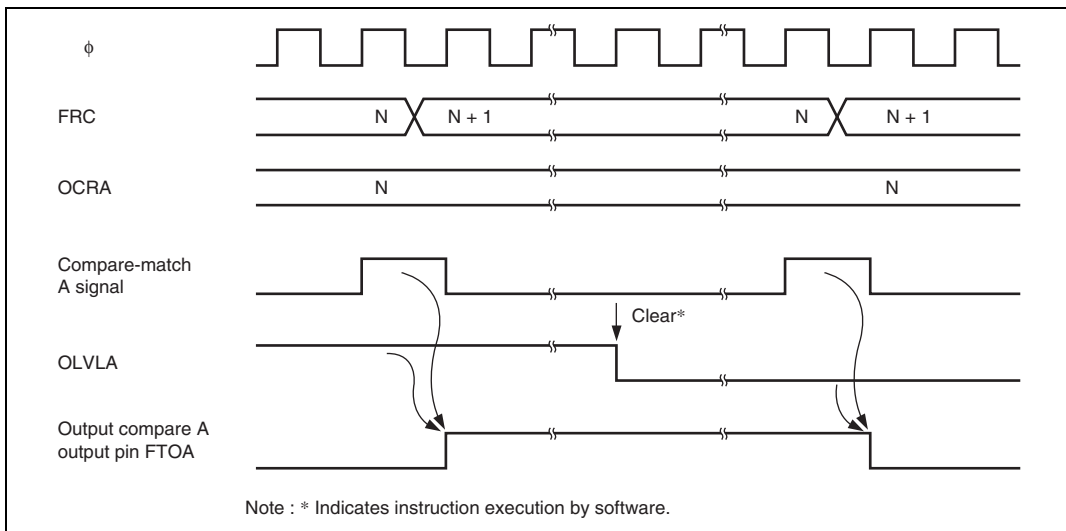 ϕ
FRC
N
N + 1
N
N + 1
OCRA
N
N
Compare-match
A signal
Clear*
OLVLA
Output compare A
output pin FTOA
Note : * Indicates instruction execution by software.